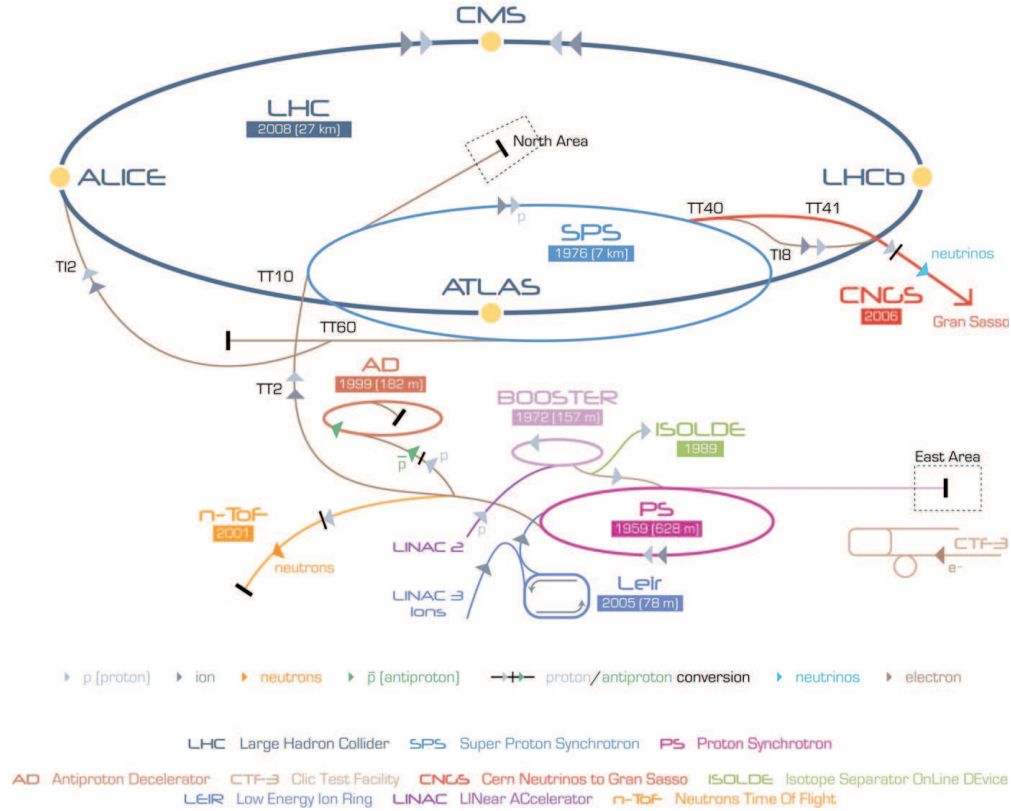 CMS
LHC
2008 (27 km)
North Area
ALICE
LHCb
TT40
TT41
p
SPS
1976 (7 km)
TI2
TI8
neutrinos
TT10
ATLAS
CNGS
2006
Gran Sasso
TT60
AD
1999 (182 m)
TT2
BOOSTER
1972 (157 m)
ISOLDE
1989
p̄
p
East Area
n-ToF
2001
PS
1959 (628 m)
p
LINAC 2
neutrons
CTF-3
e-
LINAC 3
Ions
Leir
2005 (78 m)
p (proton)
ion
neutrons
p̄ (antiproton)
proton/antiproton conversion
neutrinos
electron
LHC Large Hadron Collider SPS Super Proton Synchrotron PS Proton Synchrotron
AD Antiproton Decelerator CTF-3 Clic Test Facility CNGS Cern Neutrinos to Gran Sasso ISOLDE Isotope Separator OnLine DEvice
LEIR Low Energy Ion Ring LINAC LINear ACcelerator n-ToF Neutrons Time Of Flight